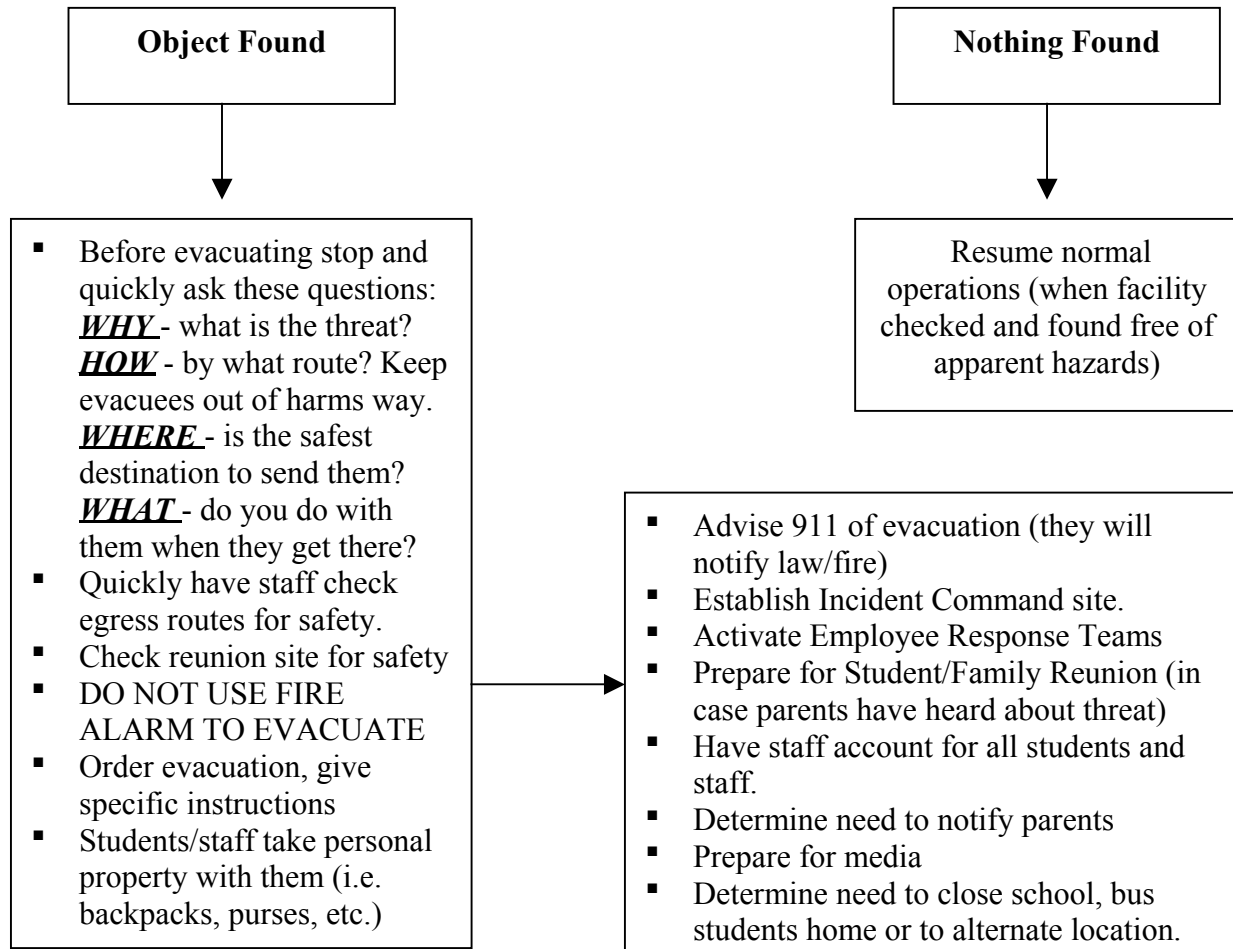 Object Found
Nothing Found
▪ Before evacuating stop and
quickly ask these questions:
WHY - what is the threat?
HOW - by what route? Keep
evacuees out of harms way.
WHERE - is the safest
destination to send them?
WHAT - do you do with
them when they get there?
▪ Quickly have staff check
egress routes for safety.
▪ Check reunion site for safety
▪ DO NOT USE FIRE
ALARM TO EVACUATE
▪ Order evacuation, give
specific instructions
▪ Students/staff take personal
property with them (i.e.
backpacks, purses, etc.)
Resume normal
operations (when facility
checked and found free of
apparent hazards)
▪ Advise 911 of evacuation (they will
notify law/fire)
▪ Establish Incident Command site.
▪ Activate Employee Response Teams
▪ Prepare for Student/Family Reunion (in
case parents have heard about threat)
▪ Have staff account for all students and
staff.
▪ Determine need to notify parents
▪ Prepare for media
▪ Determine need to close school, bus
students home or to alternate location.